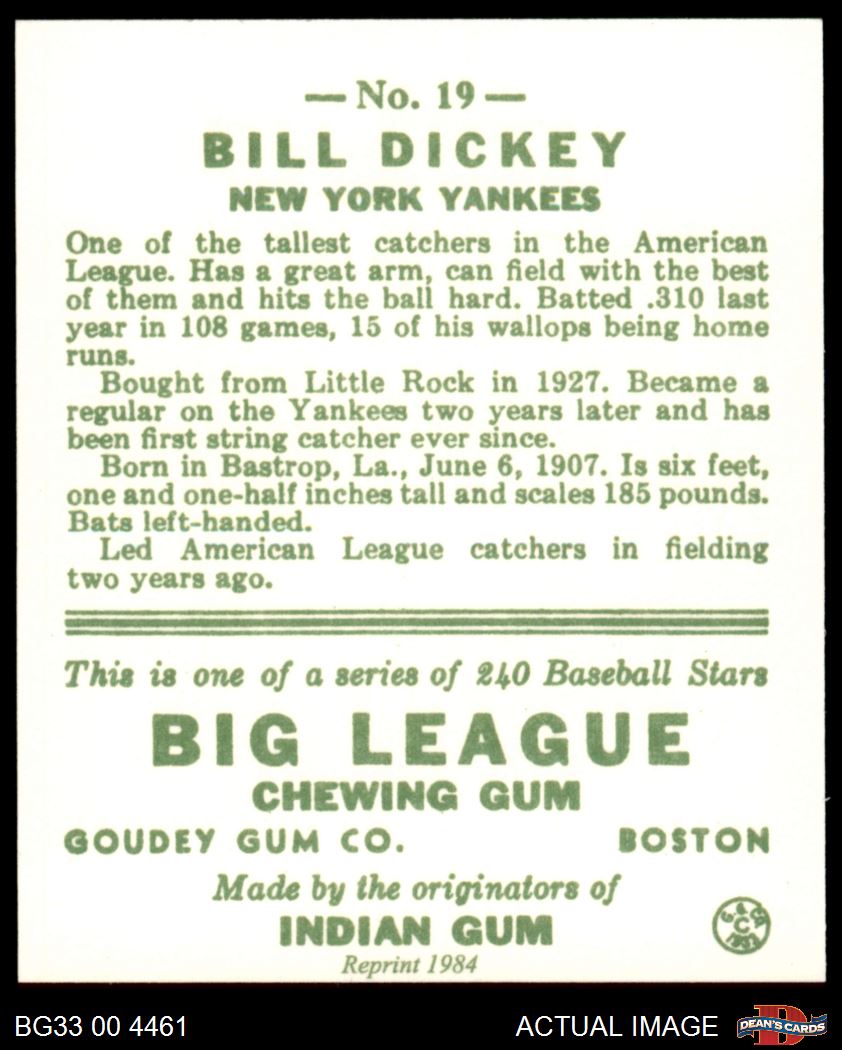 — No. 19 —
BILL DICKEY
NEW YORK YANKEES
One of the tallest catchers in the American
League. Has a great arm, can field with the best
of them and hits the ball hard. Batted .310 last
year in 108 games, 15 of his wallops being home
runs.
Bought from Little Rock in 1927. Became a
regular on the Yankees two years later and has
been first string catcher ever since.
Born in Bastrop, La., June 6, 1907. Is six feet,
one and one-half inches tall and scales 185 pounds.
Bats left-handed.
Led American League catchers in fielding
two years ago.
This is one of a series of 240 Baseball Stars
BIG LEAGUE
CHEWING GUM
GOUDEY GUM CO. BOSTON
Made by the originators of
INDIAN GUM
Reprint 1984
BG33 00 4461
ACTUAL IMAGE
DEAN'S CARDS